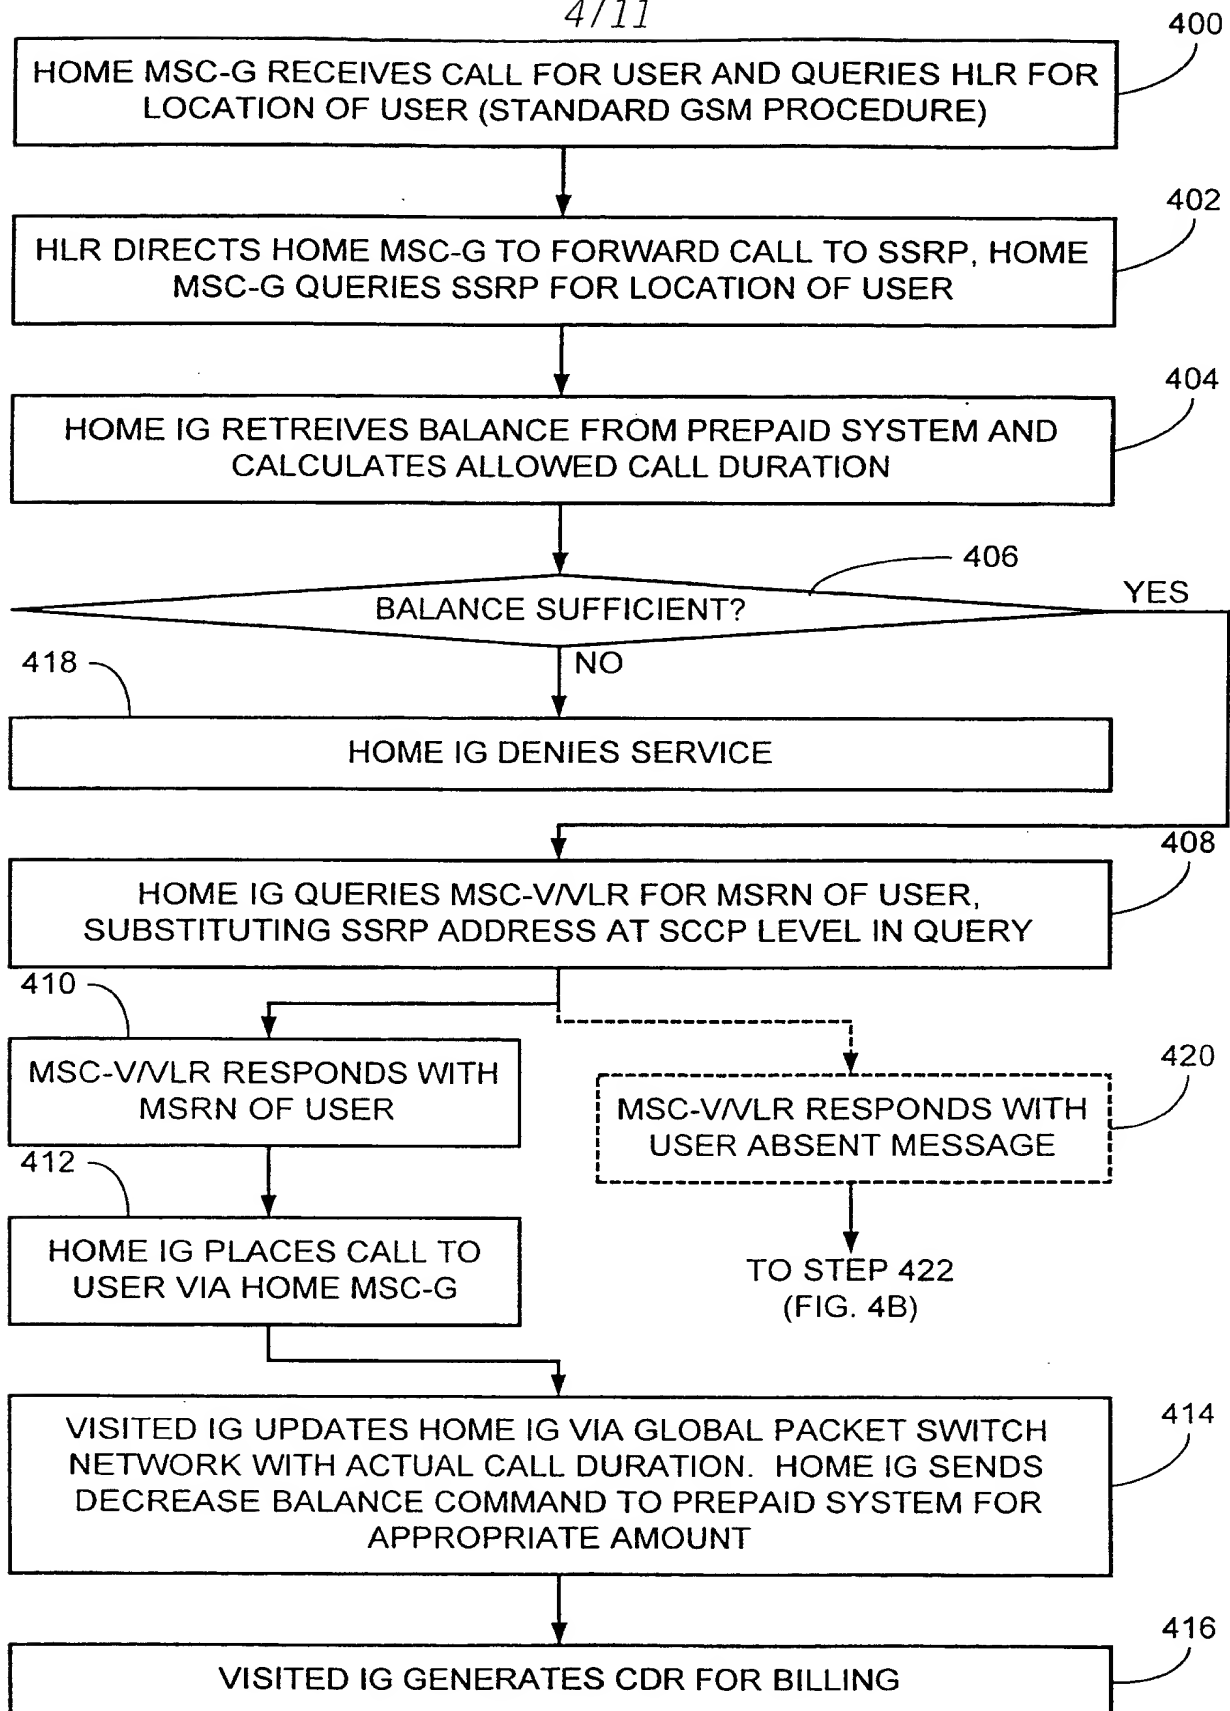 4/11
400
HOME MSC-G RECEIVES CALL FOR USER AND QUERIES HLR FOR
LOCATION OF USER (STANDARD GSM PROCEDURE)
402
HLR DIRECTS HOME MSC-G TO FORWARD CALL TO SSRP, HOME
MSC-G QUERIES SSRP FOR LOCATION OF USER
404
HOME IG RETREIVES BALANCE FROM PREPAID SYSTEM AND
CALCULATES ALLOWED CALL DURATION
406
BALANCE SUFFICIENT?
YES
NO
418
HOME IG DENIES SERVICE
408
HOME IG QUERIES MSC-V/VLR FOR MSRN OF USER,
SUBSTITUTING SSRP ADDRESS AT SCCP LEVEL IN QUERY
410
MSC-V/VLR RESPONDS WITH
MSRN OF USER
420
MSC-V/VLR RESPONDS WITH
USER ABSENT MESSAGE
412
HOME IG PLACES CALL TO
USER VIA HOME MSC-G
TO STEP 422
(FIG. 4B)
414
VISITED IG UPDATES HOME IG VIA GLOBAL PACKET SWITCH
NETWORK WITH ACTUAL CALL DURATION. HOME IG SENDS
DECREASE BALANCE COMMAND TO PREPAID SYSTEM FOR
APPROPRIATE AMOUNT
416
VISITED IG GENERATES CDR FOR BILLING